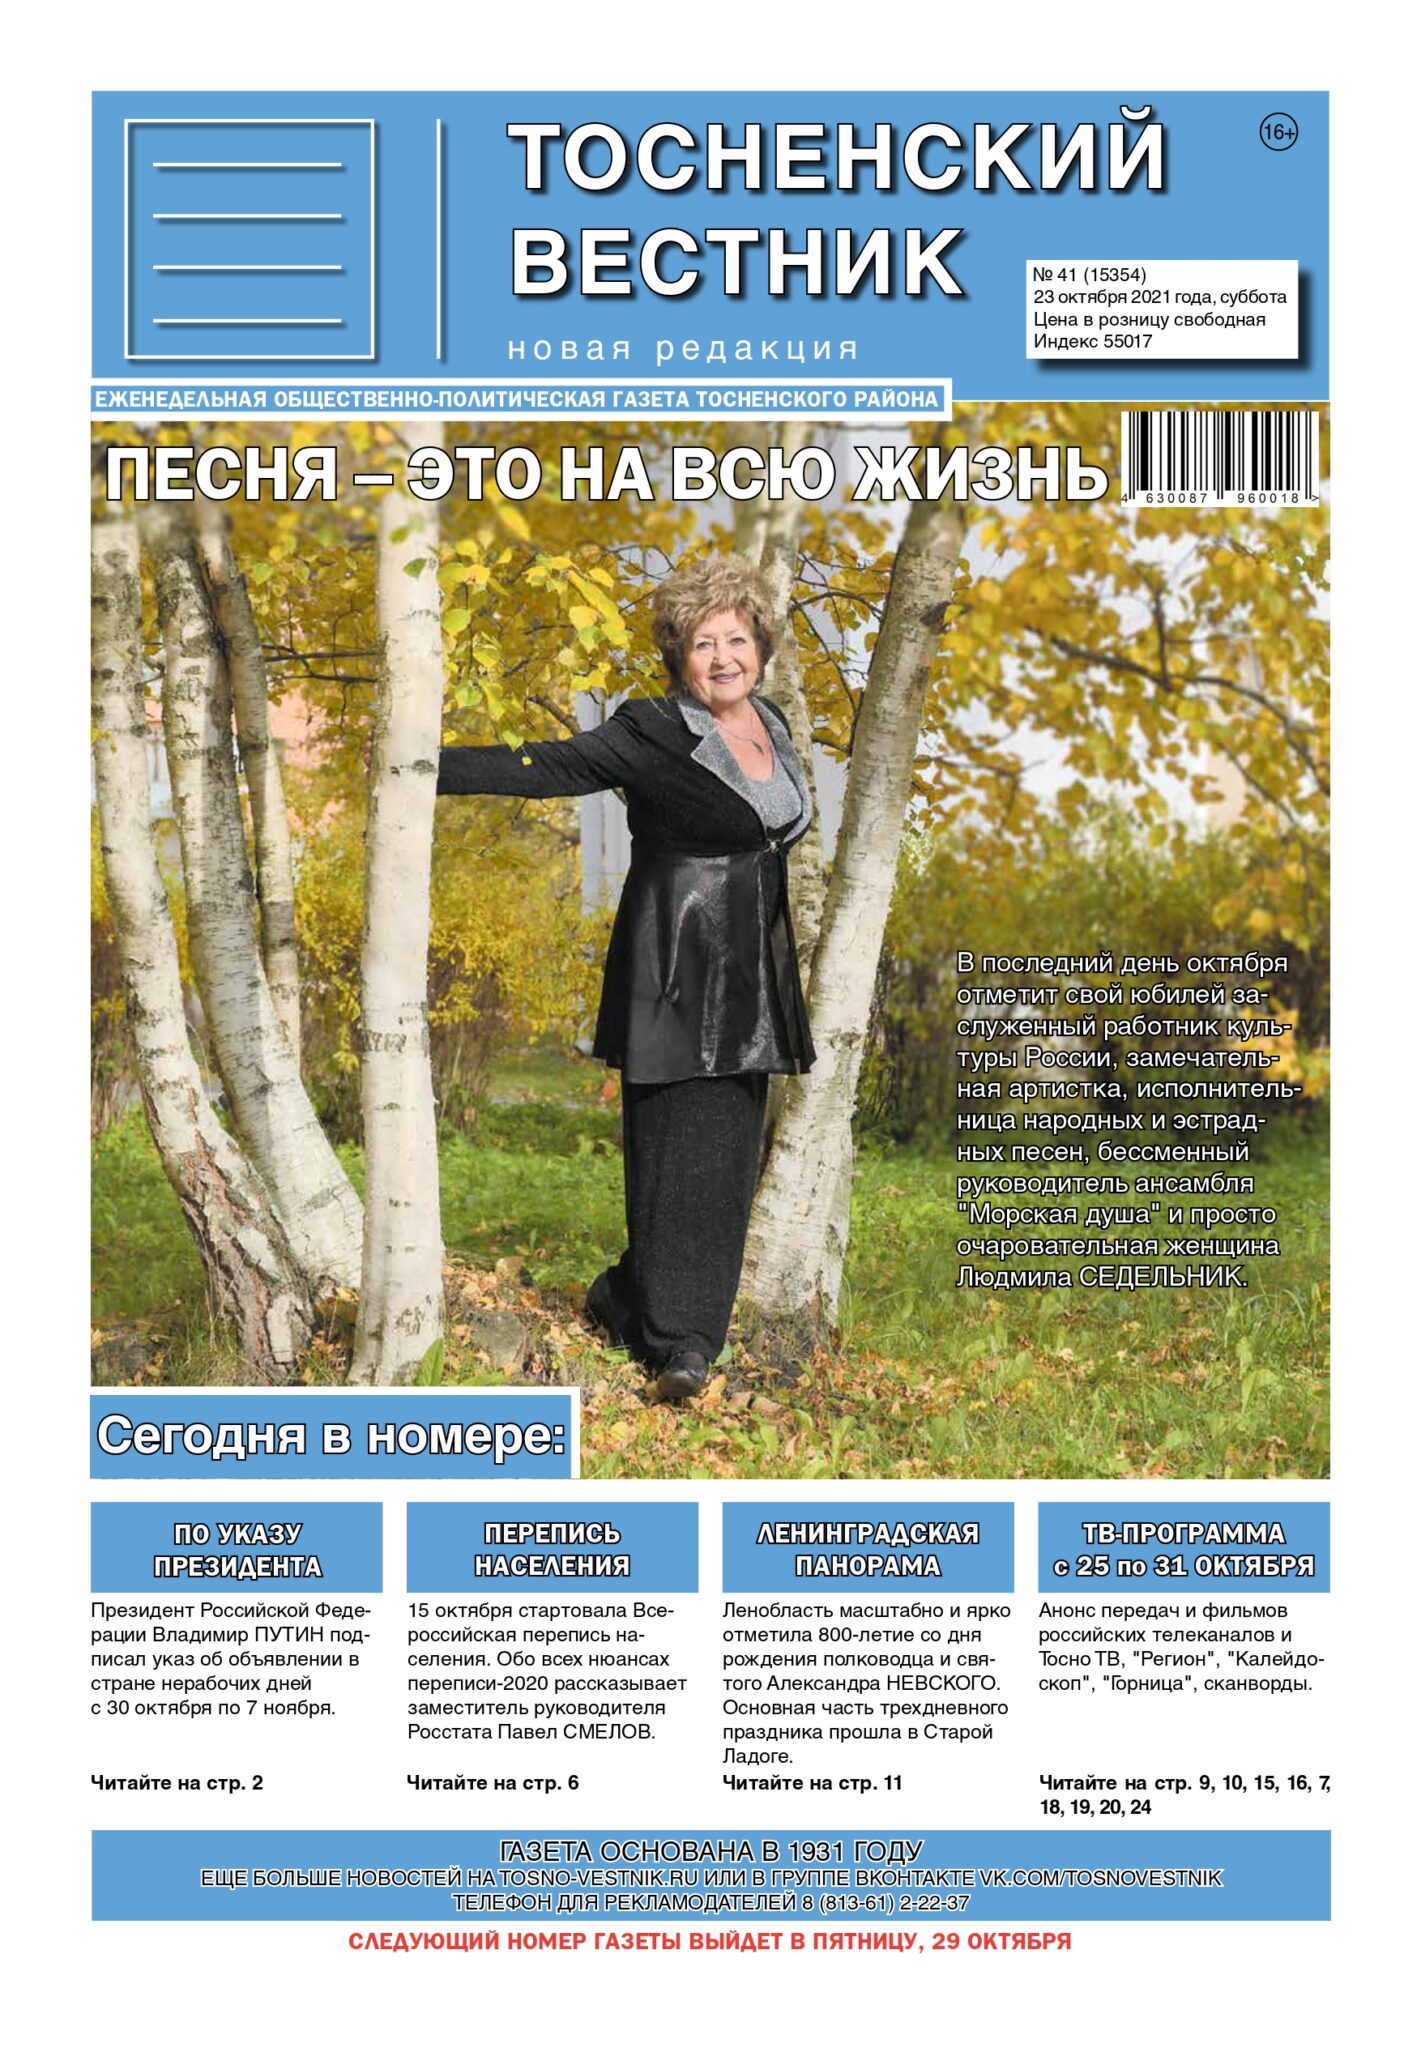 ТОСНЕНСКИЙ
ВЕСТНИК
новая редакция
16+
№ 41 (15354)
23 октября 2021 года, суббота
Цена в розницу свободная
Индекс 55017
ЕЖЕНЕДЕЛЬНАЯ ОБЩЕСТВЕННО-ПОЛИТИЧЕСКАЯ ГАЗЕТА ТОСНЕНСКОГО РАЙОНА
ПЕСНЯ – ЭТО НА ВСЮ ЖИЗНЬ
4 630087 960018 >
В последний день октября
отметит свой юбилей за-
служенный работник куль-
туры России, замечатель-
ная артистка, исполнитель-
ница народных и эстрад-
ных песен, бессменный
руководитель ансамбля
"Морская душа" и просто
очаровательная женщина
Людмила СЕДЕЛЬНИК.
Сегодня в номере:
ПО УКАЗУ
ПРЕЗИДЕНТА
Президент Российской Феде-
рации Владимир ПУТИН под-
писал указ об объявлении в
стране нерабочих дней
с 30 октября по 7 ноября.
Читайте на стр. 2
ПЕРЕПИСЬ
НАСЕЛЕНИЯ
15 октября стартовала Все-
российская перепись на-
селения. Обо всех нюансах
переписи-2020 рассказывает
заместитель руководителя
Росстата Павел СМЕЛОВ.
Читайте на стр. 6
ЛЕНИНГРАДСКАЯ
ПАНОРАМА
Ленобласть масштабно и ярко
отметила 800-летие со дня
рождения полководца и свя-
того Александра НЕВСКОГО.
Основная часть трехдневного
праздника прошла в Старой
Ладоге.
Читайте на стр. 11
ТВ-ПРОГРАММА
с 25 по 31 ОКТЯБРЯ
Анонс передач и фильмов
российских телеканалов и
Тосно ТВ, "Регион", "Калейдо-
скоп", "Горница", сканворды.
Читайте на стр. 9, 10, 15, 16, 7,
18, 19, 20, 24
ГАЗЕТА ОСНОВАНА В 1931 ГОДУ
ЕЩЕ БОЛЬШЕ НОВОСТЕЙ НА TOSNO-VESTNIK.RU ИЛИ В ГРУППЕ ВКОНТАКТЕ VK.COM/TOSNOVESTNIK
ТЕЛЕФОН ДЛЯ РЕКЛАМОДАТЕЛЕЙ 8 (813-61) 2-22-37
СЛЕДУЮЩИЙ НОМЕР ГАЗЕТЫ ВЫЙДЕТ В ПЯТНИЦУ, 29 ОКТЯБРЯ